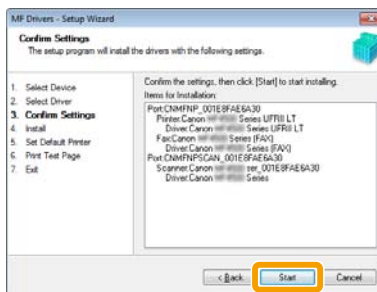 MF Drivers - Setup Wizard
Confirm Settings
The setup program will install the drivers with the following settings.
1. Select Device
2. Select Driver
3. Confirm Settings
4. Install
5. Set Default Printer
6. Print Test Page
7. Exit
Confirm the settings, then click [Start] to start installing.
Items for Installation:
Port:CNMFNP_001E8FAE6A30
Printer:Canon Series UFRII LT
Driver:Canon Series UFRII LT
Fax:Canon Series (FAX)
Driver:Canon Series (FAX)
Port:CNMFNPSCAN_001E8FAE6A30
Scanner:Canon ser_001E8FAE6A30
Driver:Canon Series
< Back
Start
Cancel